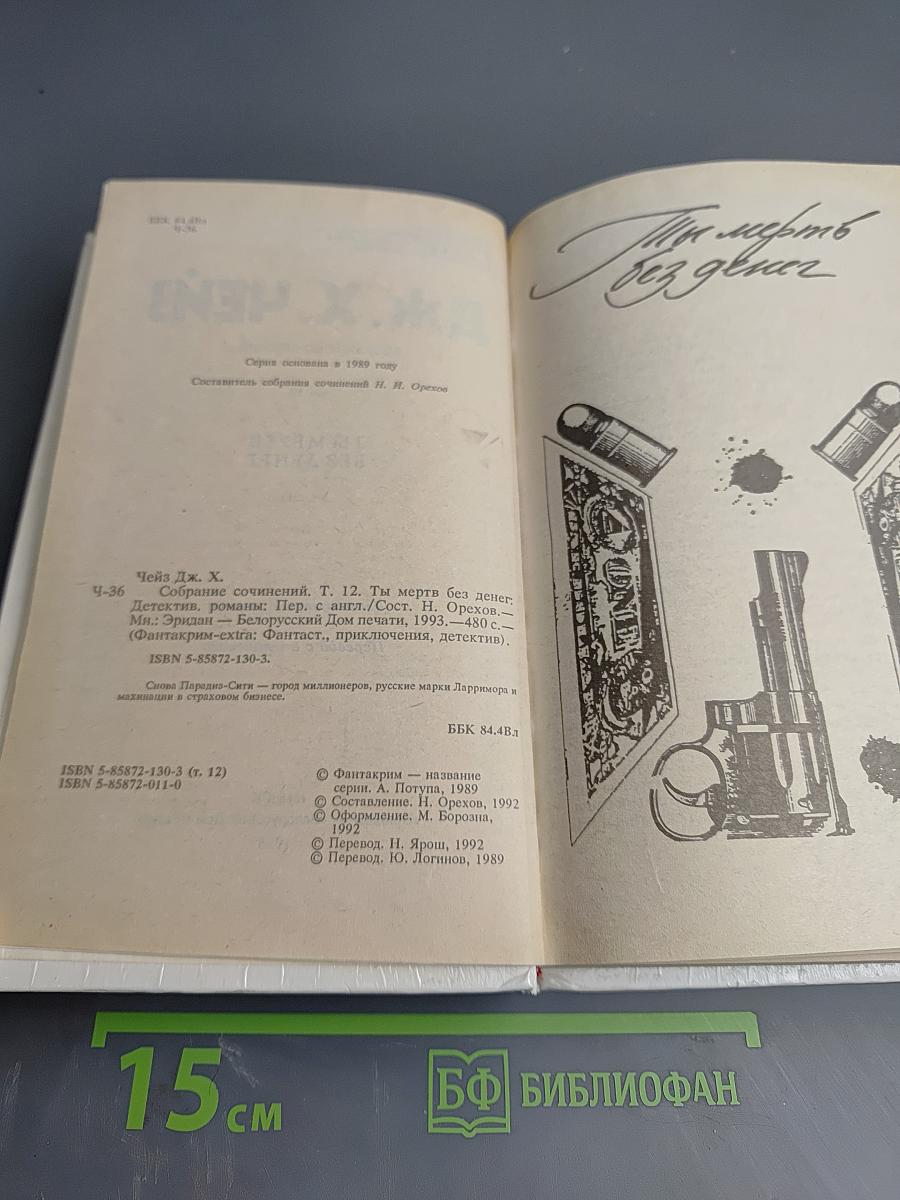 ББК 84.4Вл
Ч-36
Серия основана в 1989 году
Составитель собрания сочинений Н. И. Орехов
Чейз Дж. Х.
Ч-36 Собрание сочинений. Т. 12. Ты мертв без денег:
Детектив. романы: Пер. с англ./Сост. Н. Орехов.—
Мн.: Эридан — Белорусский Дом печати, 1993.—480 с.—
(Фантакрим-extra: Фантаст., приключения, детектив).
ISBN 5-85872-130-3.
Снова Парадиз-Сити — город миллионеров, русские марки Ларримора и
махинации в страховом бизнесе.
ББК 84.4Вл
ISBN 5-85872-130-3 (т. 12)
ISBN 5-85872-011-0
© Фантакрим — название
серии. А. Потупа, 1989
© Составление. Н. Орехов, 1992
© Оформление. М. Борозна,
1992
© Перевод. Н. Ярош, 1992
© Перевод. Ю. Логинов, 1989
Ты мертв
без денег
15 см
БФ БИБЛИОФАН